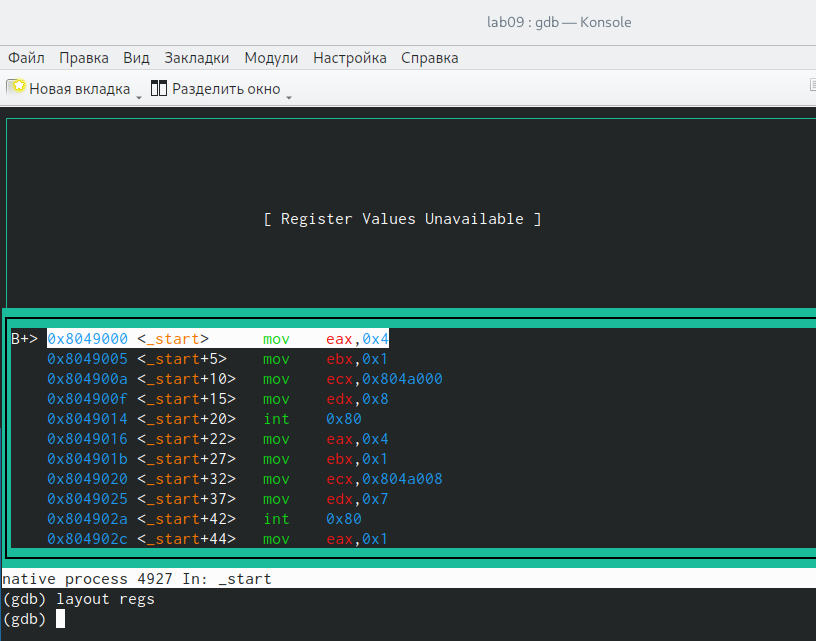 lab09 : gdb — Konsole
Файл Правка Вид Закладки Модули Настройка Справка
Новая вкладка Разделить окно
[ Register Values Unavailable ]
B+> 0x8049000 <_start> mov eax,0x4
0x8049005 <_start+5> mov ebx,0x1
0x804900a <_start+10> mov ecx,0x804a000
0x804900f <_start+15> mov edx,0x8
0x8049014 <_start+20> int 0x80
0x8049016 <_start+22> mov eax,0x4
0x804901b <_start+27> mov ebx,0x1
0x8049020 <_start+32> mov ecx,0x804a008
0x8049025 <_start+37> mov edx,0x7
0x804902a <_start+42> int 0x80
0x804902c <_start+44> mov eax,0x1
native process 4927 In: _start
(gdb) layout regs
(gdb)